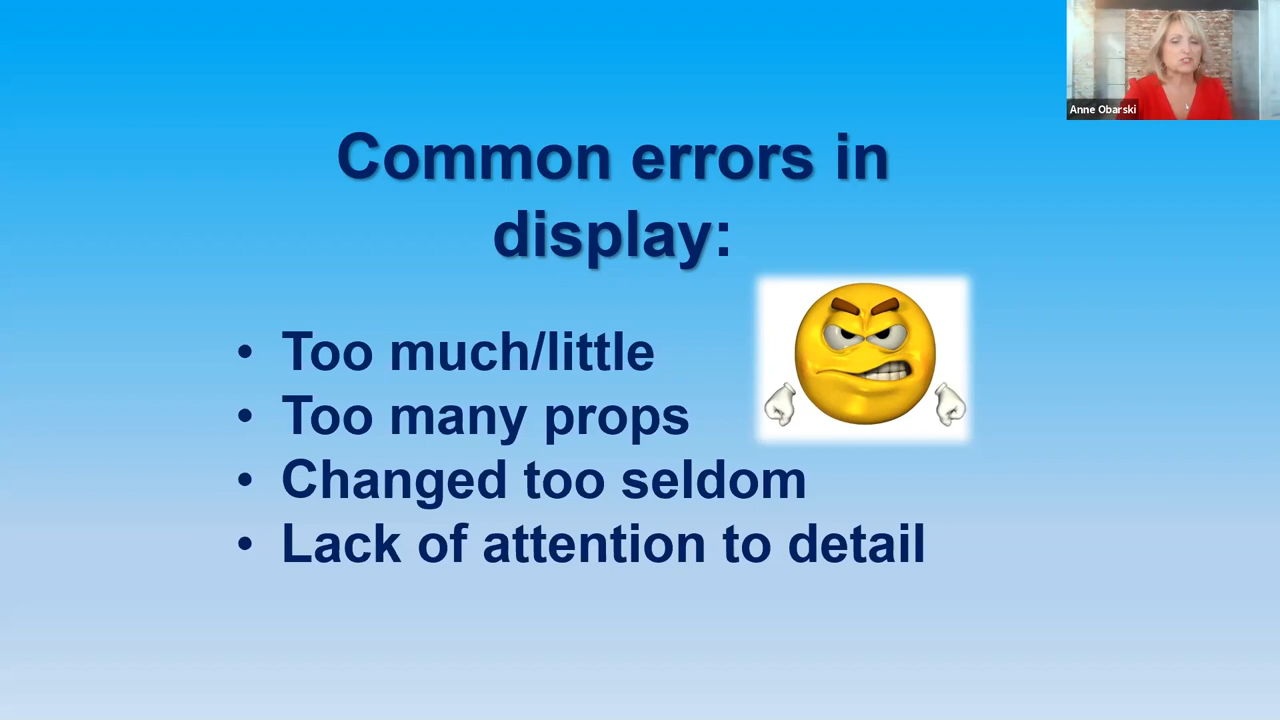 Anne Obarski
Common errors in
display:
• Too much/little
• Too many props
• Changed too seldom
• Lack of attention to detail